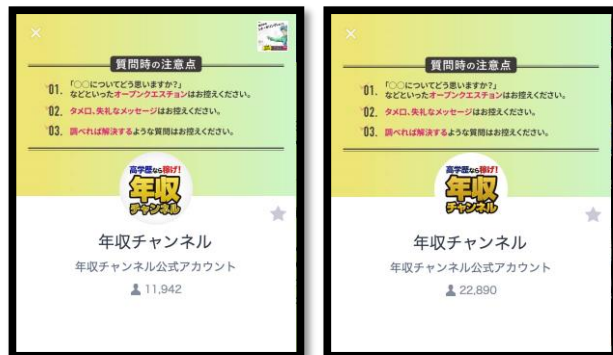 質問時の注意点
01. 「○○についてどう思いますか？」
などといったオープンクエスチョンはお控えください。
02. タメ口、失礼なメッセージはお控えください。
03. 調べれば解決するような質問はお控えください。
高学歴なら稼げ!
年収
チャンネル
年収チャンネル
年収チャンネル公式アカウント
11,942
質問時の注意点
01. 「○○についてどう思いますか？」
などといったオープンクエスチョンはお控えください。
02. タメ口、失礼なメッセージはお控えください。
03. 調べれば解決するような質問はお控えください。
高学歴なら稼げ!
年収
チャンネル
年収チャンネル
年収チャンネル公式アカウント
22,890